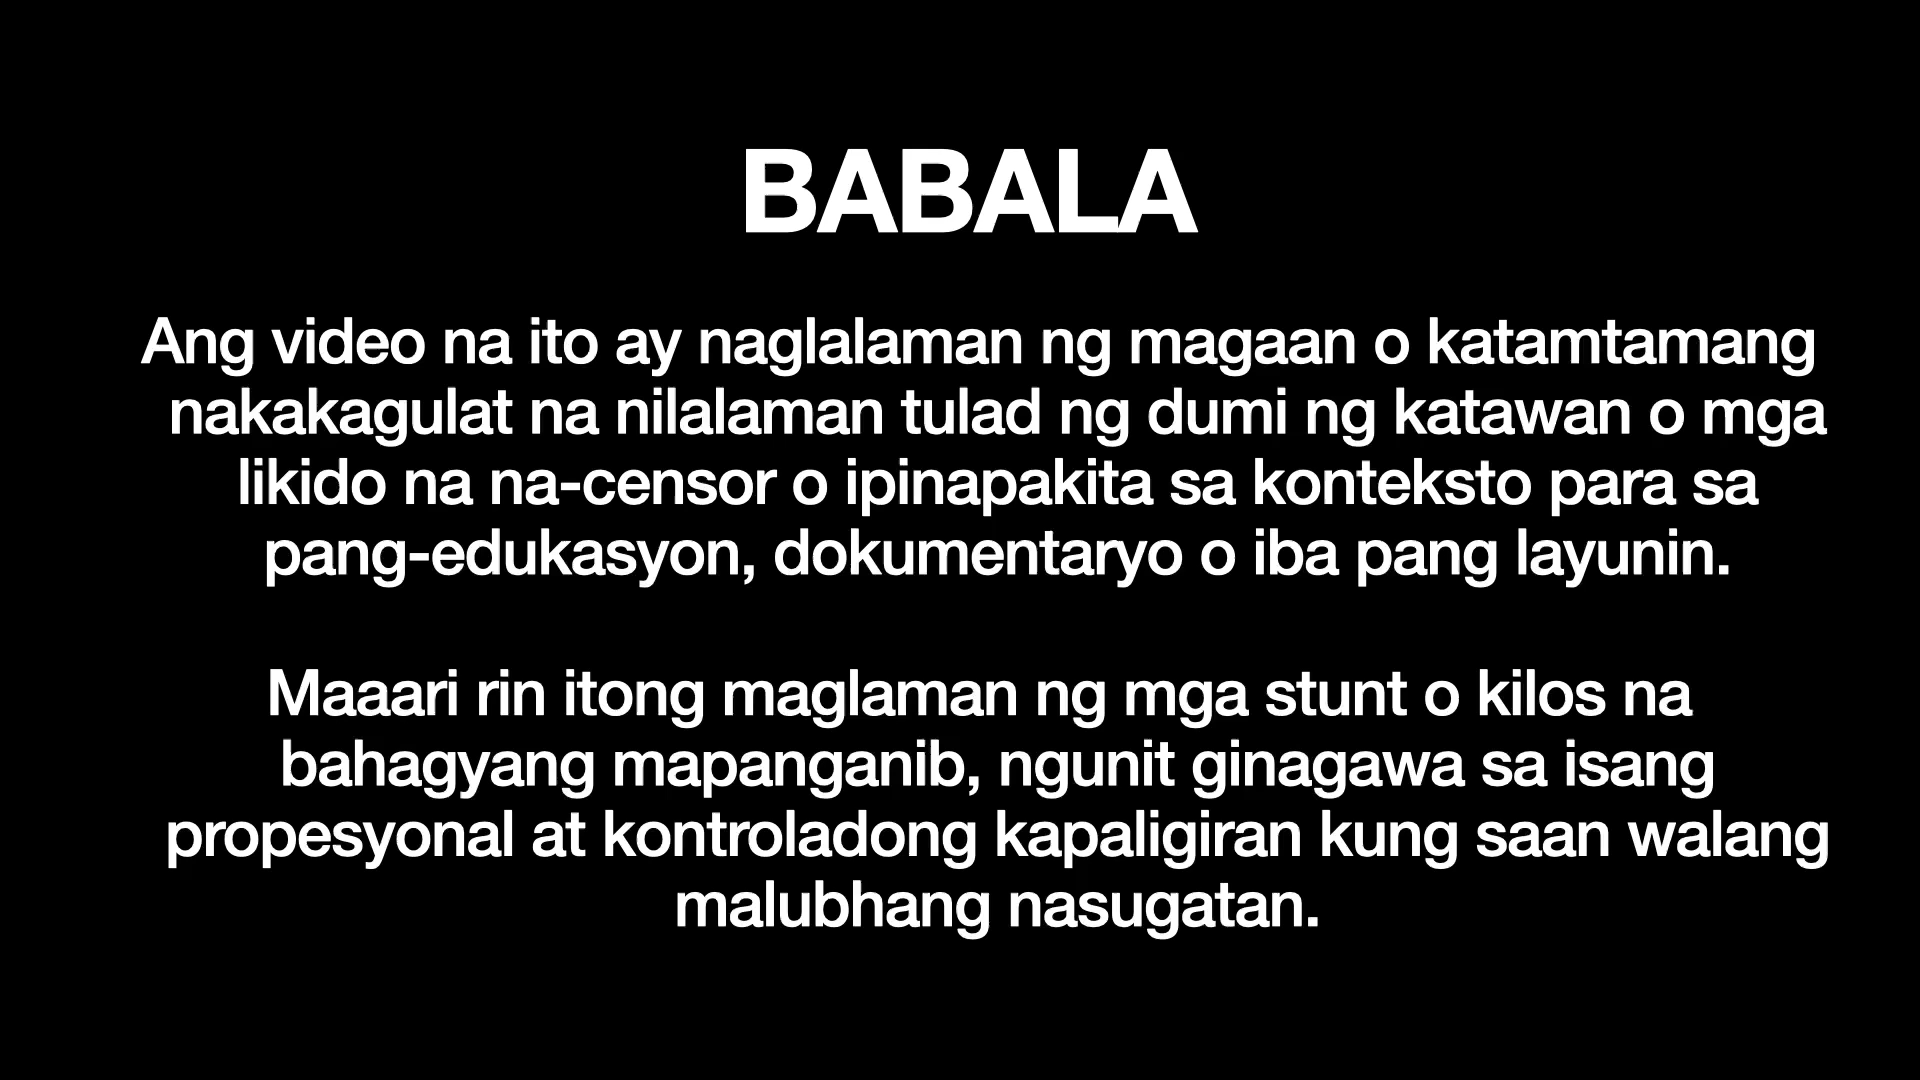 BABALA
Ang video na ito ay naglalaman ng magaan o katamtamang
nakakagulat na nilalaman tulad ng dumi ng katawan o mga
likido na na-censor o ipinapakita sa konteksto para sa
pang-edukasyon, dokumentaryo o iba pang layunin.
Maaari rin itong maglaman ng mga stunt o kilos na
bahagyang mapanganib, ngunit ginagawa sa isang
propesyonal at kontroladong kapaligiran kung saan walang
malubhang nasugatan.